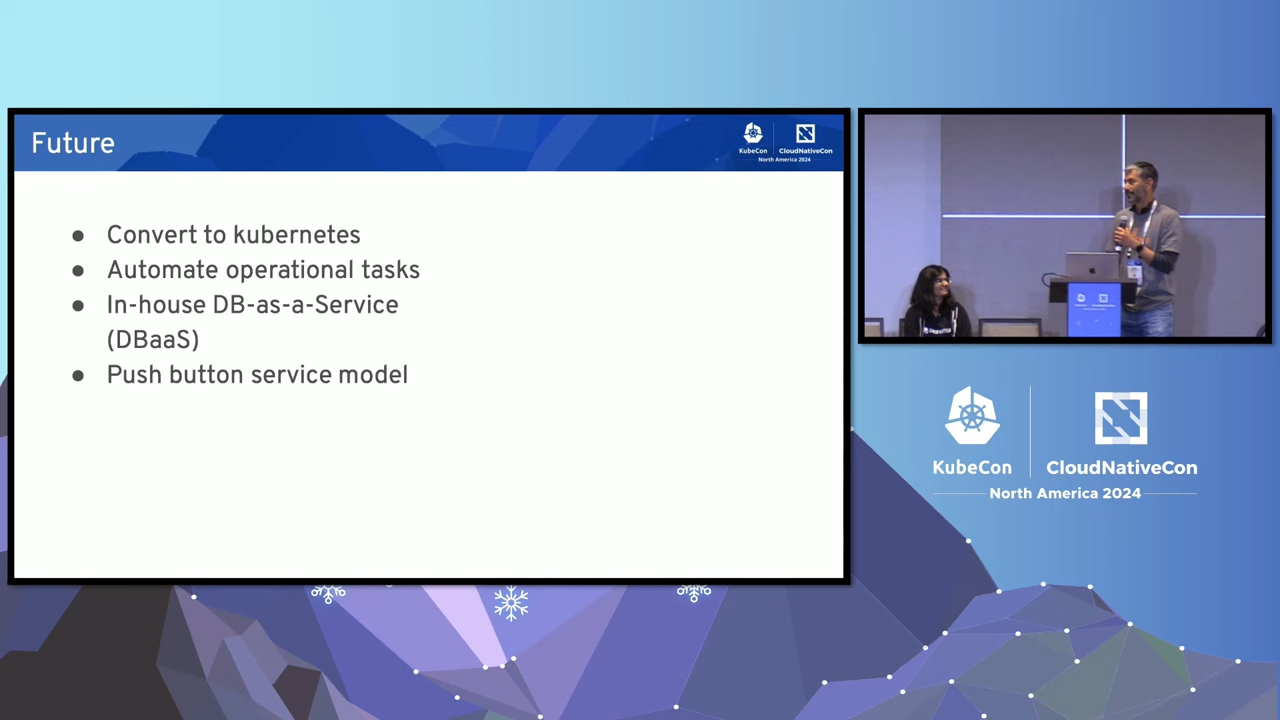 Future
KubeCon
CloudNativeCon
North America 2024
● Convert to kubernetes
● Automate operational tasks
● In-house DB-as-a-Service
(DBaaS)
● Push button service model
KubeCon
CloudNativeCon
North America 2024